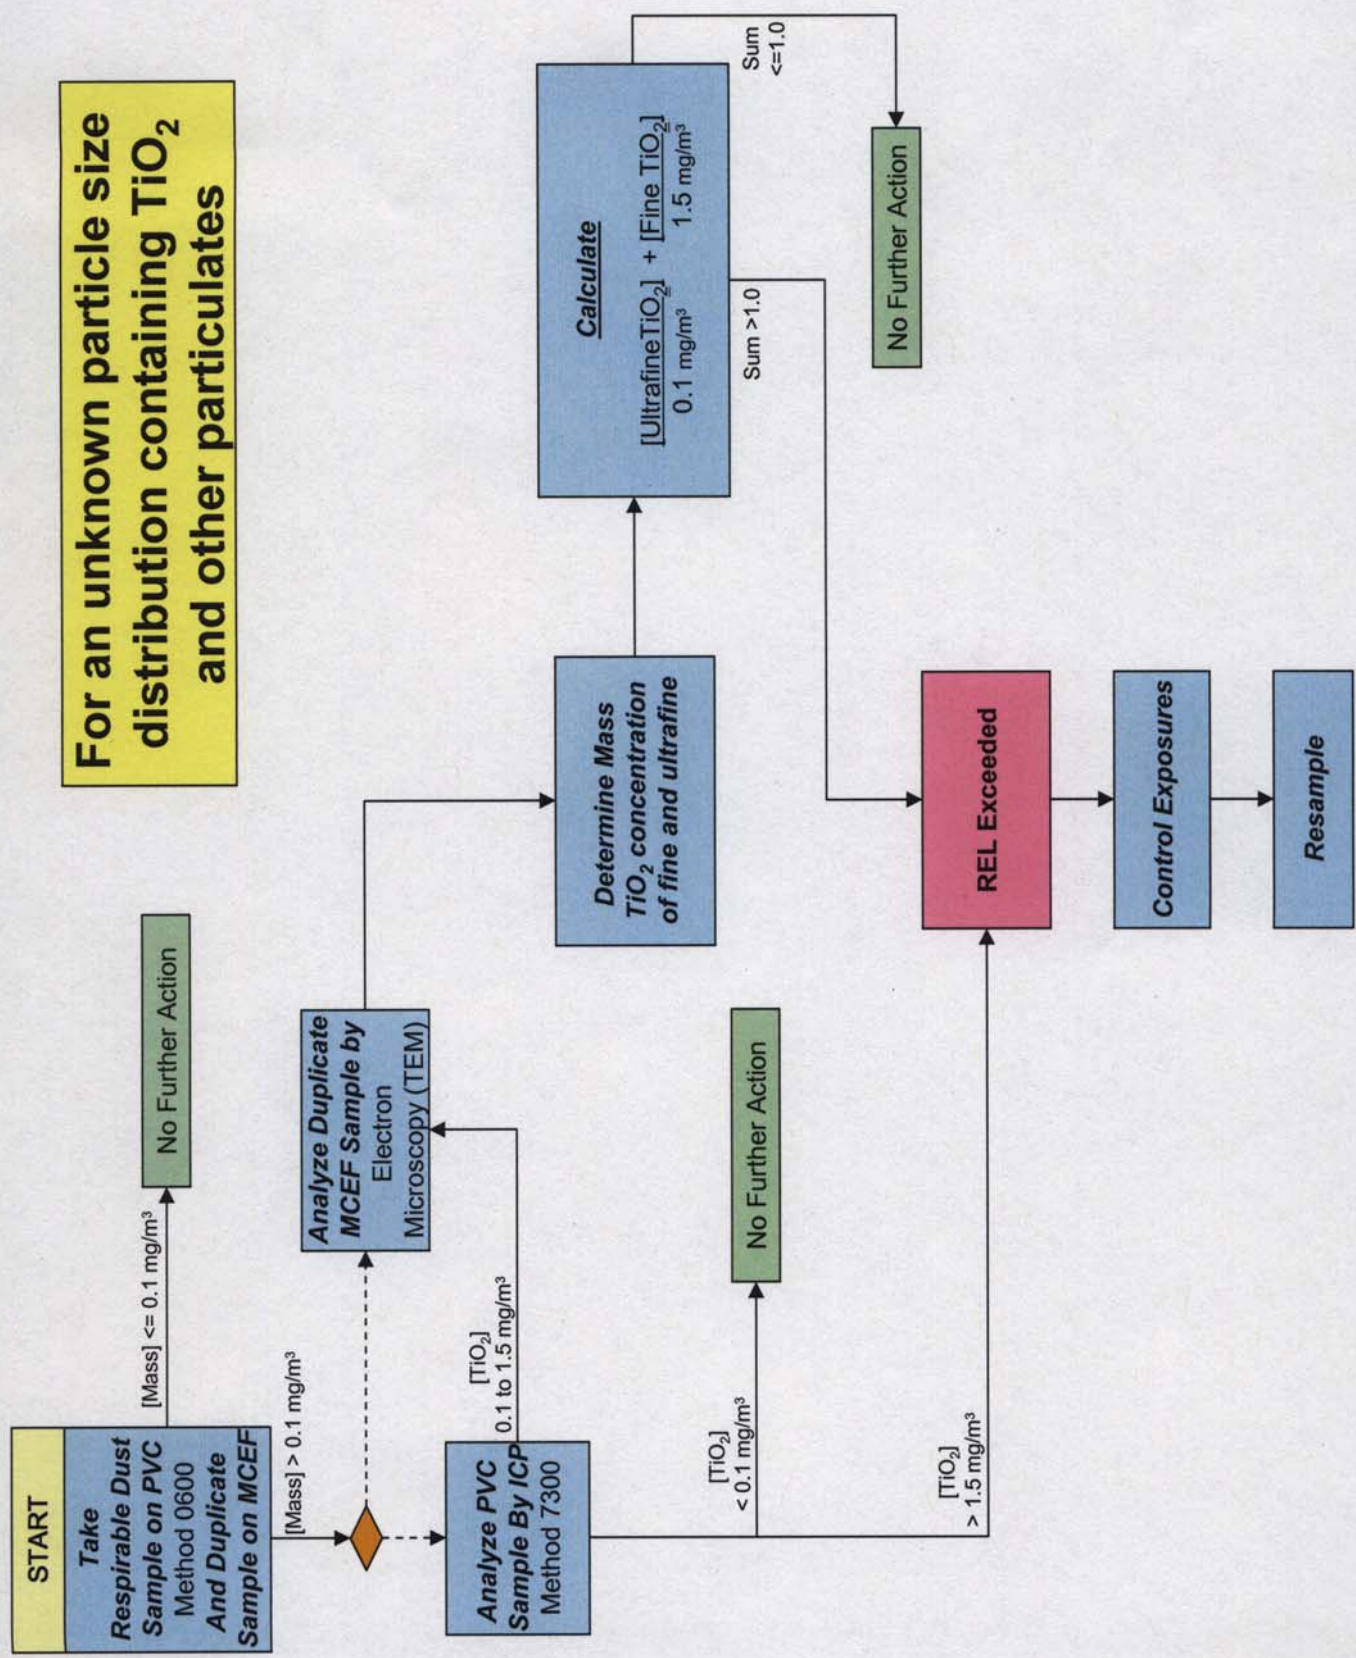 For an unknown particle size
distribution containing TiO₂
and other particulates
START
Take
Respirable Dust
Sample on PVC
Method 0600
And Duplicate
Sample on MCEF
[Mass] <= 0.1 mg/m³
No Further Action
[Mass] > 0.1 mg/m³
Analyze Duplicate
MCEF Sample by
Electron
Microscopy (TEM)
Analyze PVC
Sample By ICP
Method 7300
[TiO₂]
0.1 to 1.5 mg/m³
Determine Mass
TiO₂ concentration
of fine and ultrafine
Calculate
[Ultrafine TiO₂] + [Fine TiO₂]
0.1 mg/m³ 1.5 mg/m³
Sum
<=1.0
Sum >1.0
No Further Action
[TiO₂]
< 0.1 mg/m³
No Further Action
[TiO₂]
> 1.5 mg/m³
REL Exceeded
Control Exposures
Resample